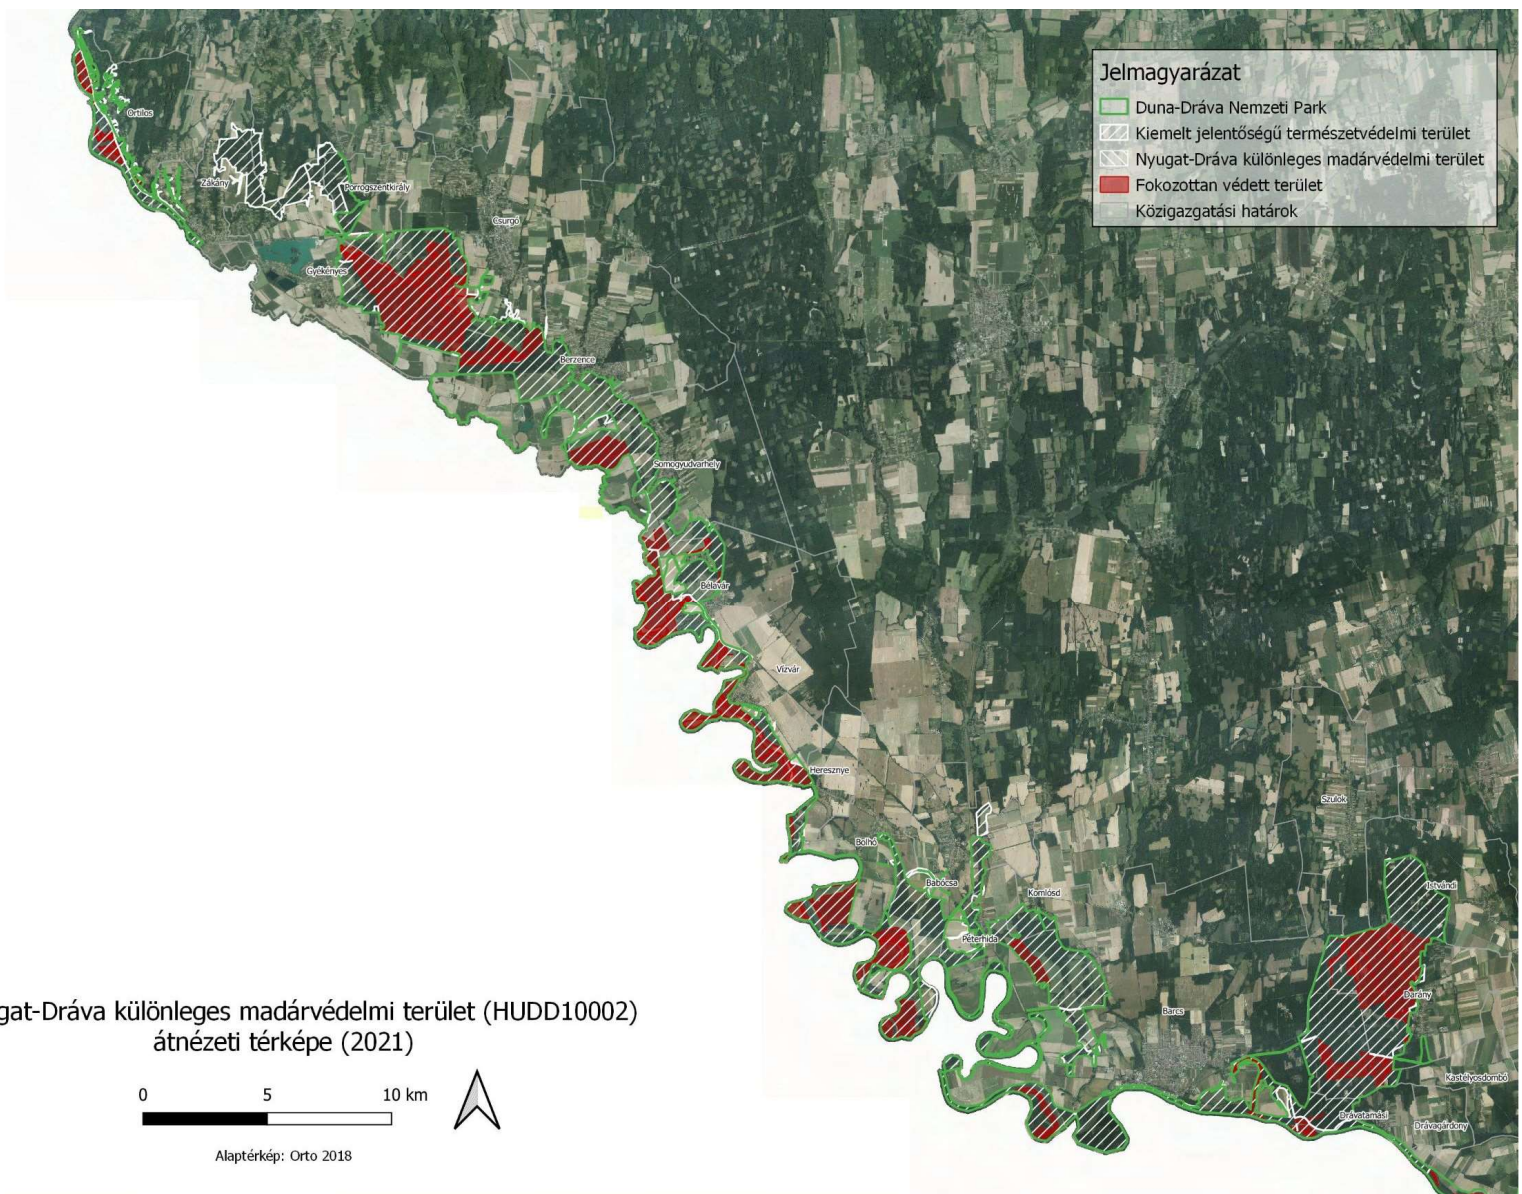 Jelmagyarázat
Duna-Dráva Nemzeti Park
Kiemelt jelentőségű természetvédelmi terület
Nyugat-Dráva különleges madárvédelmi terület
Fokozottan védett terület
Közigazgatási határok
Őrtilos
Zákány
Porrogszentkirály
Csurgó
Gyékényes
Berzence
Somogyudvarhely
Bélavár
Vízvár
Heresznye
Szulok
Bolhó
Babócsa
Komlósd
Istvándi
Péterhida
Darány
Barcs
Kastélyosdombó
Drávatamási
Drávagárdony
gat-Dráva különleges madárvédelmi terület (HUDD10002)
átnézeti térképe (2021)
0 5 10 km
Alaptérkép: Orto 2018